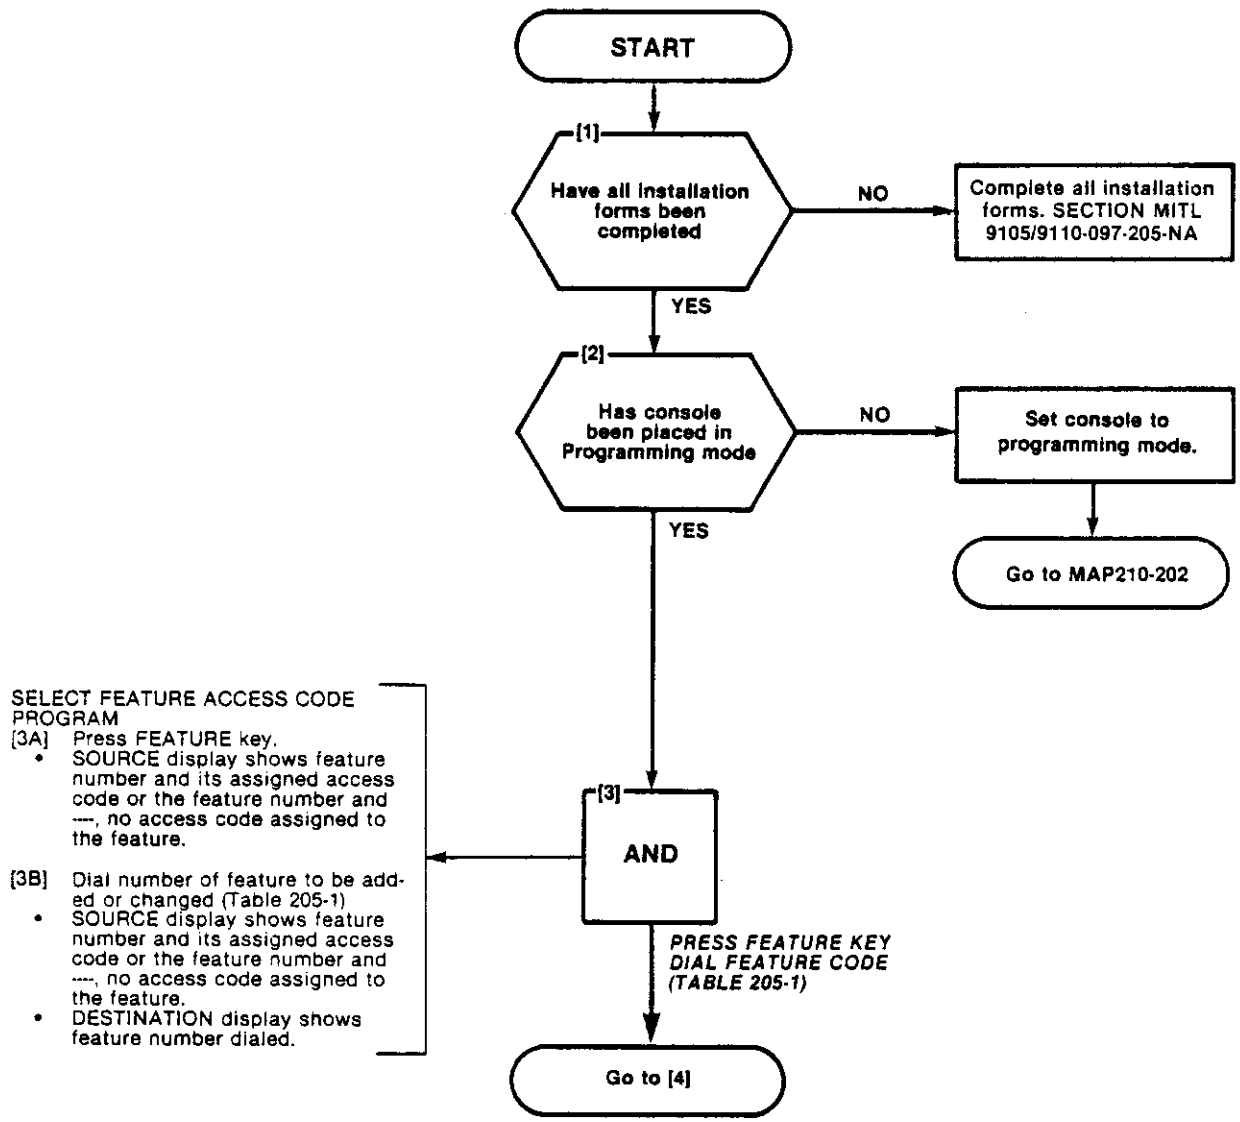 START
[1]
Have all installation
forms been
completed
NO
Complete all installation
forms. SECTION MITL
9105/9110-097-205-NA
YES
[2]
Has console
been placed in
Programming mode
NO
Set console to
programming mode.
YES
Go to MAP210-202
SELECT FEATURE ACCESS CODE
PROGRAM
[3A] Press FEATURE key.
• SOURCE display shows feature
number and its assigned access
code or the feature number and
----, no access code assigned to
the feature.
[3B] Dial number of feature to be add-
ed or changed (Table 205-1)
• SOURCE display shows feature
number and its assigned access
code or the feature number and
----, no access code assigned to
the feature.
• DESTINATION display shows
feature number dialed.
[3]
AND
PRESS FEATURE KEY
DIAL FEATURE CODE
(TABLE 205-1)
Go to [4]